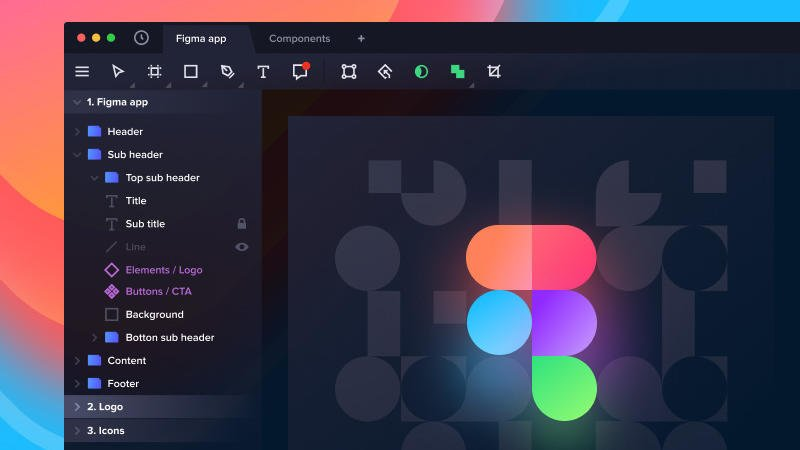 Figma app
Components
+
1. Figma app
Header
Sub header
Top sub header
Title
Sub title
Line
Elements / Logo
Buttons / CTA
Background
Botton sub header
Content
Footer
2. Logo
3. Icons